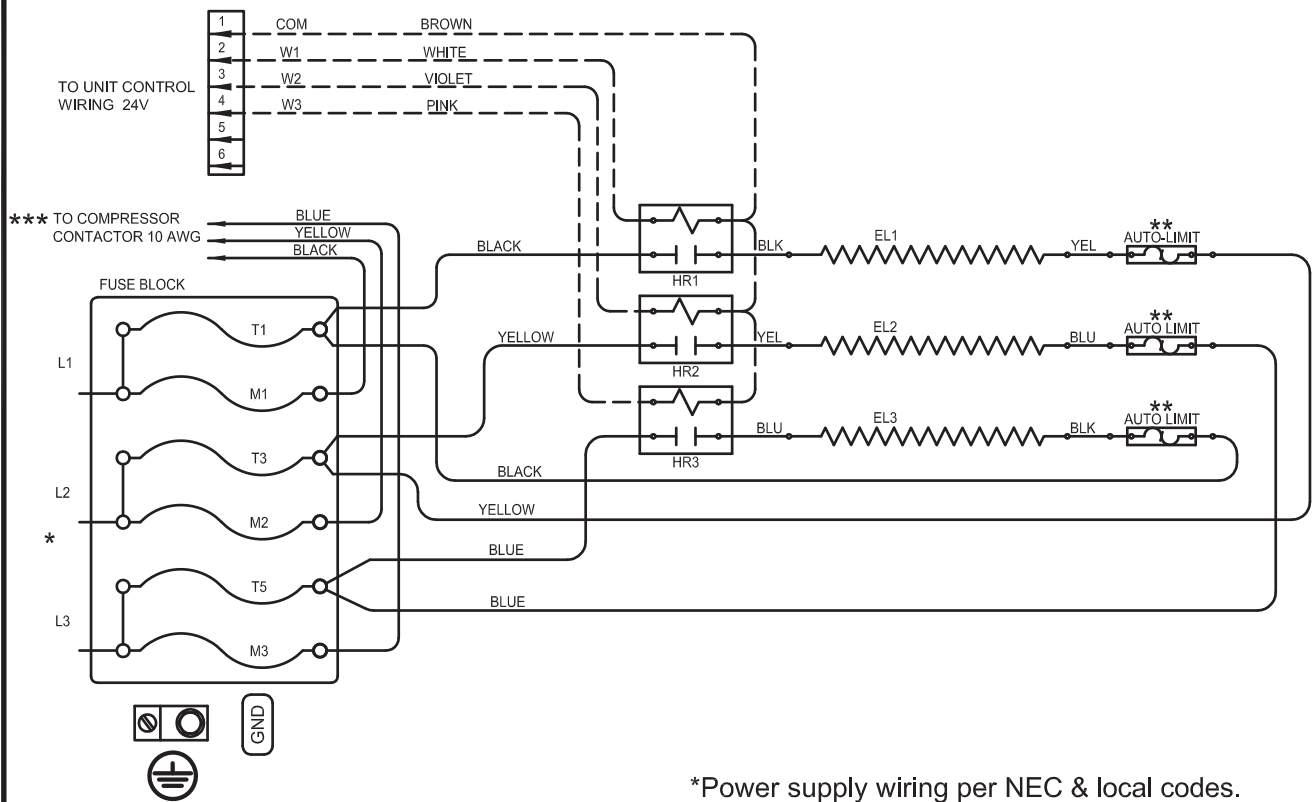 1 COM BROWN
2 W1 WHITE
3 W2 VIOLET
4 W3 PINK
5
6
TO UNIT CONTROL
WIRING 24V
*** TO COMPRESSOR
CONTACTOR 10 AWG
BLUE
YELLOW
BLACK
FUSE BLOCK
L1
T1
M1
L2
T3
M2
*
L3
T5
M3
GND
BLACK
HR1
BLK
EL1
YEL
**
AUTO-LIMIT
YELLOW
HR2
YEL
EL2
BLU
**
AUTO LIMIT
HR3
BLU
EL3
BLK
**
AUTO LIMIT
BLACK
YELLOW
BLUE
BLUE
*Power supply wiring per NEC & local codes.